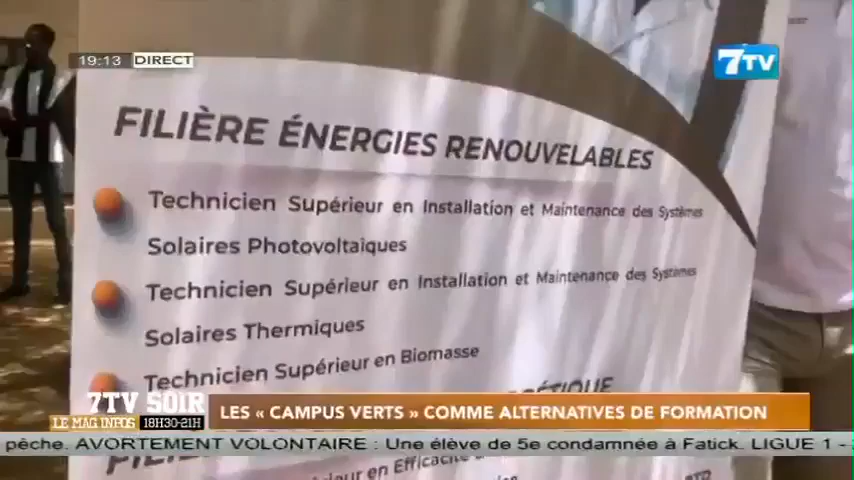 19:13 DIRECT
7TV
FILIÈRE ÉNERGIES RENOUVELABLES
Technicien Supérieur en Installation et Maintenance des Systèmes
Solaires Photovoltaïques
Technicien Supérieur en Installation et Maintenance des Systèmes
Solaires Thermiques
Technicien Supérieur en Biomasse
7TV SOIR
LE MAG INFOS 18H30-21H
LES « CAMPUS VERTS » COMME ALTERNATIVES DE FORMATION
pêche. AVORTEMENT VOLONTAIRE : Une élève de 5e condamnée à Fatick. LIGUE 1 -
en Efficacité